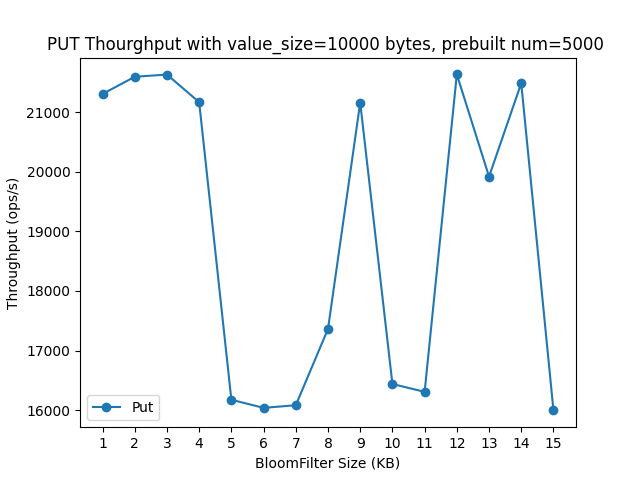 PUT Thourghput with value_size=10000 bytes, prebuilt num=5000
Throughput (ops/s)
21000
20000
19000
18000
17000
16000
Put
1 2 3 4 5 6 7 8 9 10 11 12 13 14 15
BloomFilter Size (KB)